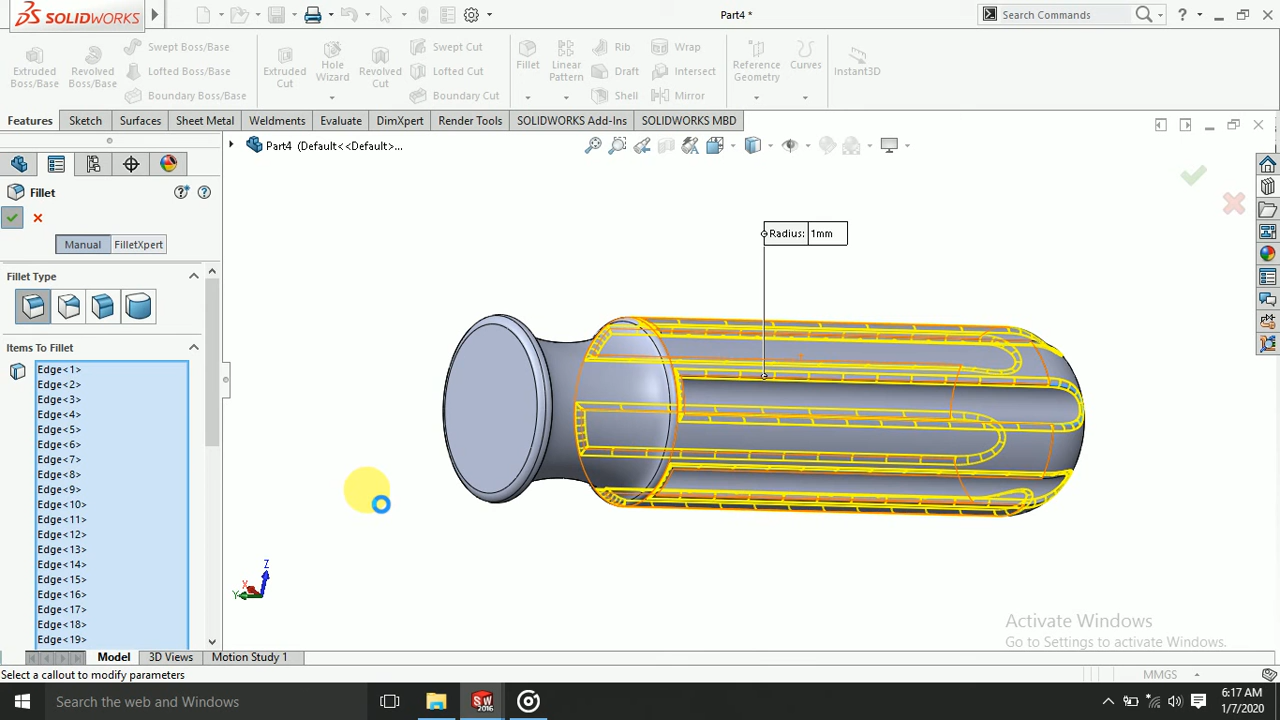 SOLIDWORKS
Part4 *
Search Commands
Extruded Boss/Base
Revolved Boss/Base
Swept Boss/Base
Lofted Boss/Base
Boundary Boss/Base
Extruded Cut
Hole Wizard
Revolved Cut
Swept Cut
Lofted Cut
Boundary Cut
Fillet
Linear Pattern
Rib
Draft
Shell
Wrap
Intersect
Mirror
Reference Geometry
Curves
Instant3D
Features
Sketch
Surfaces
Sheet Metal
Weldments
Evaluate
DimXpert
Render Tools
SOLIDWORKS Add-Ins
SOLIDWORKS MBD
Part4 (Default<<Default>...
Fillet
Manual
FilletXpert
Fillet Type
Items To Fillet
Edge<1>
Edge<2>
Edge<3>
Edge<4>
Edge<5>
Edge<6>
Edge<7>
Edge<8>
Edge<9>
Edge<10>
Edge<11>
Edge<12>
Edge<13>
Edge<14>
Edge<15>
Edge<16>
Edge<17>
Edge<18>
Edge<19>
Radius: 1mm
Z
X
Y
Activate Windows
Go to Settings to activate Windows.
Model
3D Views
Motion Study 1
Select a callout to modify parameters
MMGS
Search the web and Windows
SW
2016
6:17 AM
1/7/2020